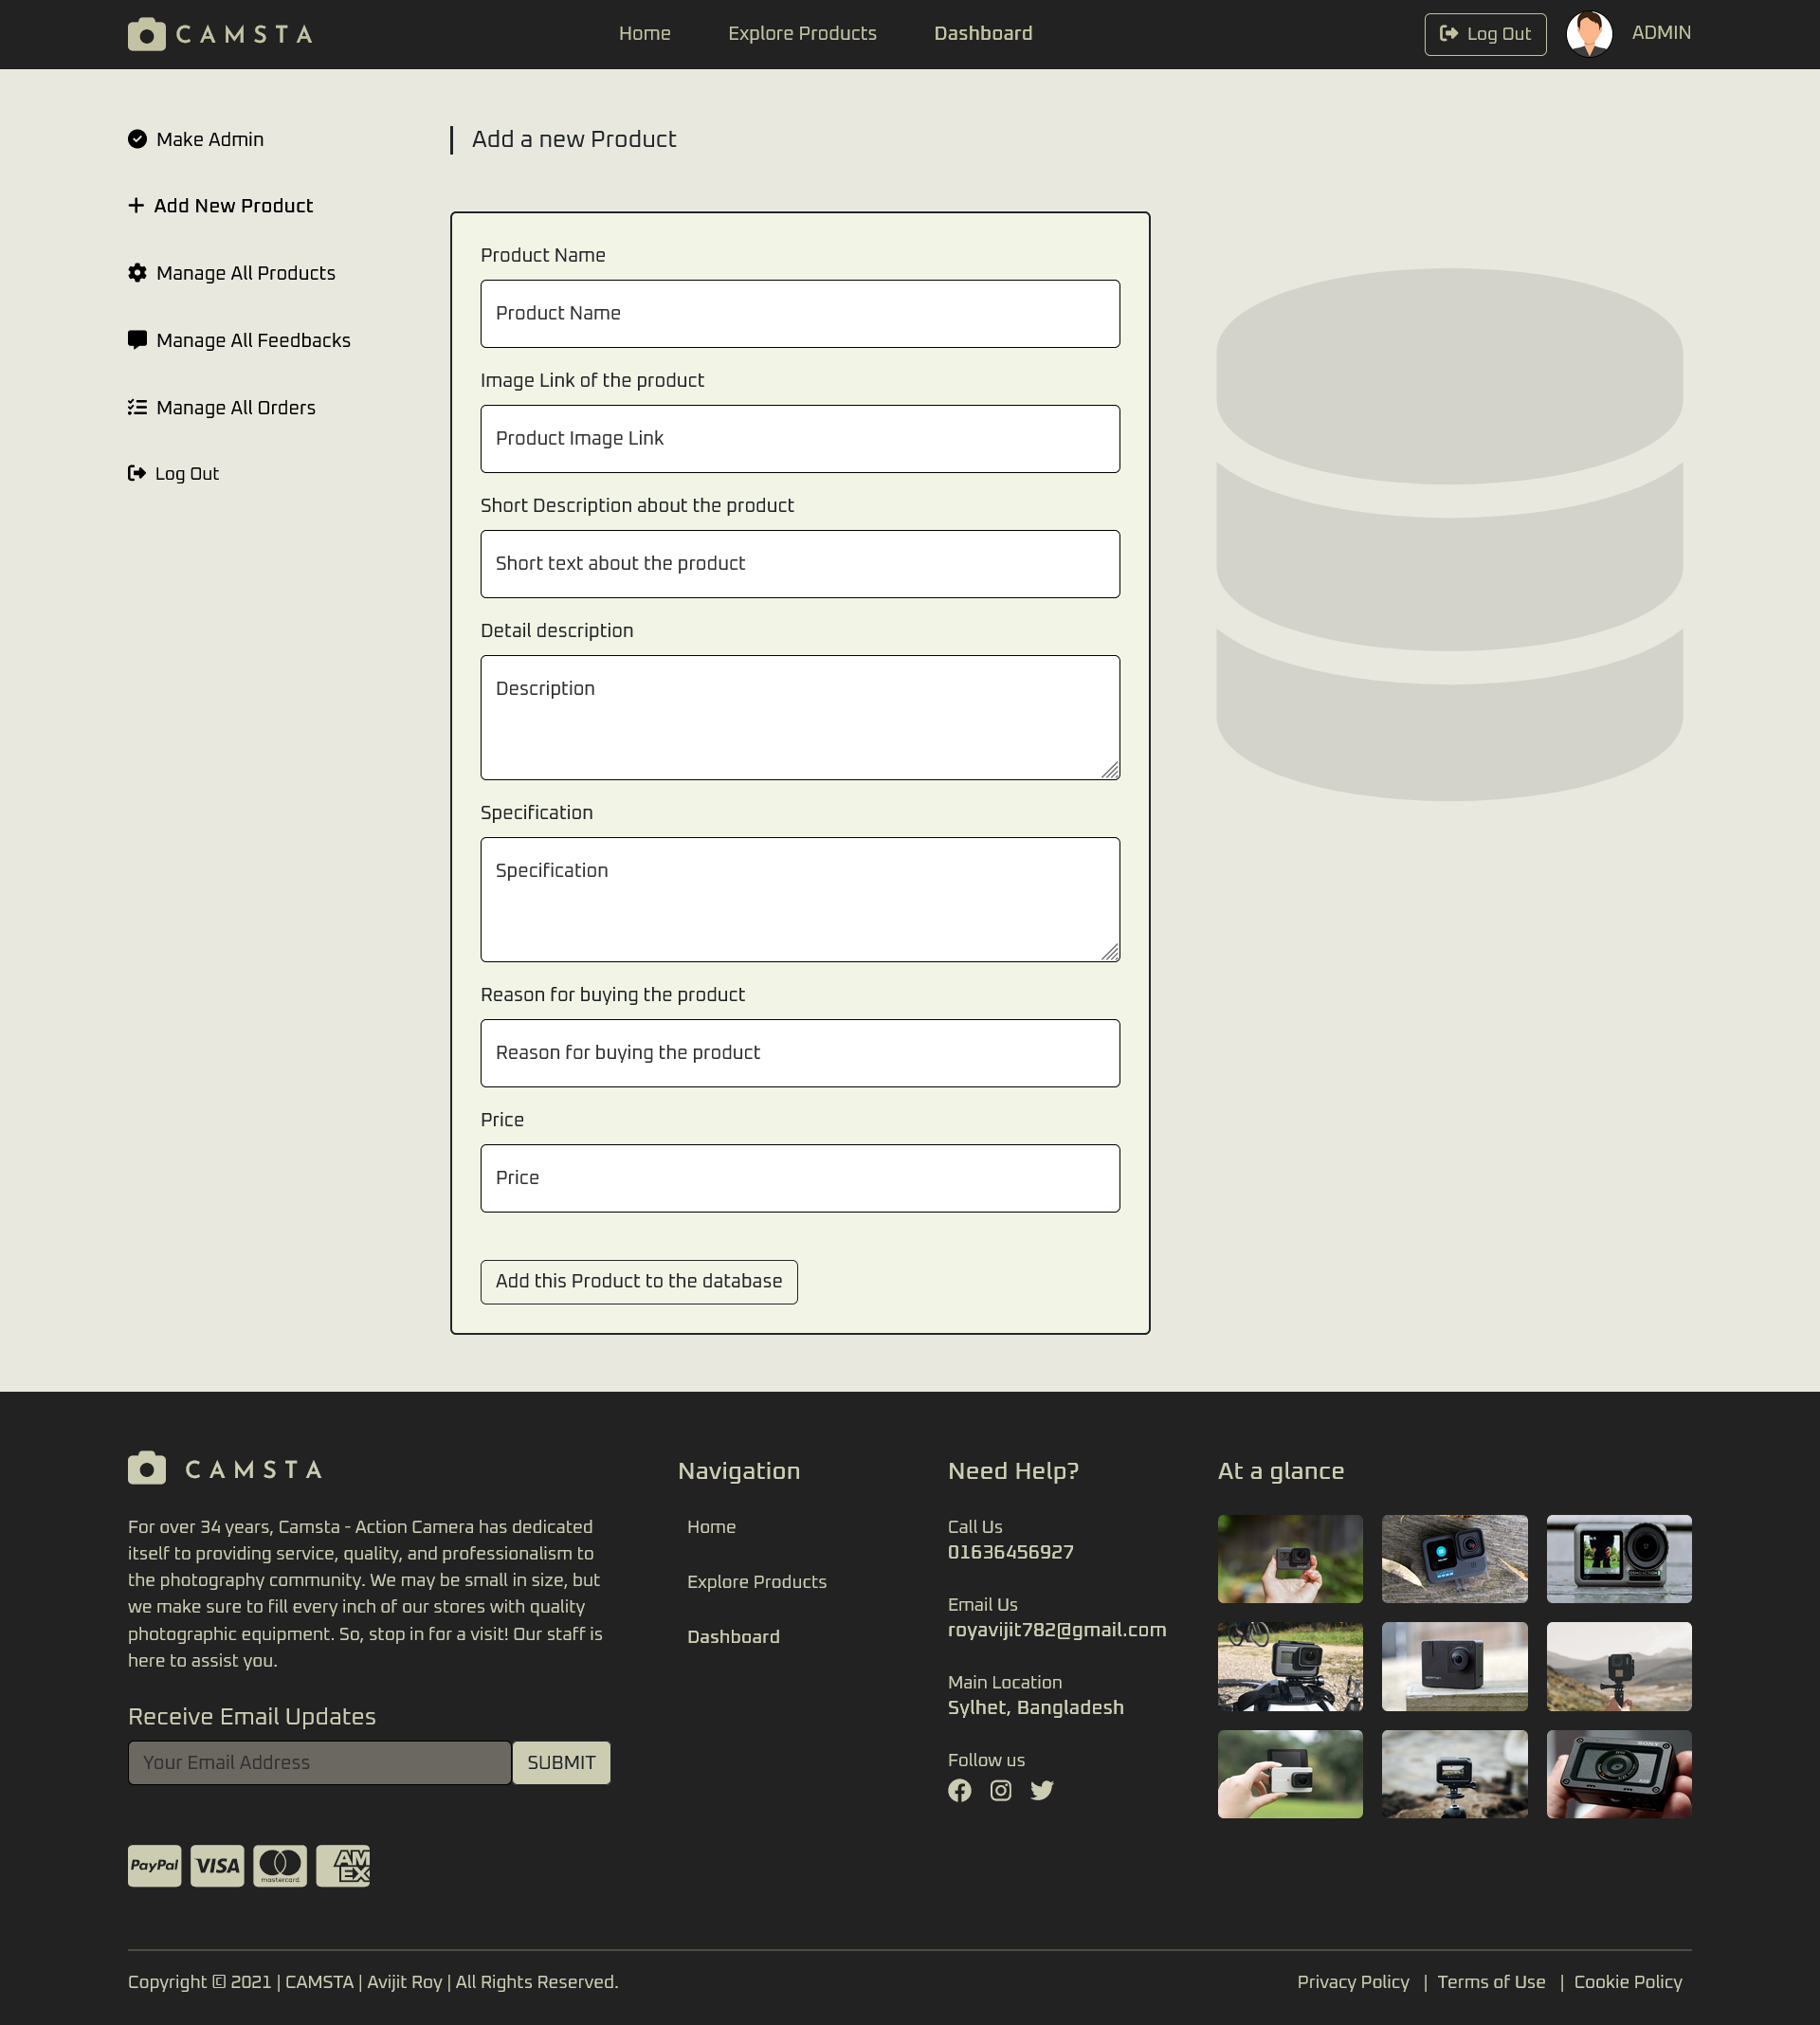 CAMSTA
Home
Explore Products
Dashboard
Log Out
ADMIN
Make Admin
Add New Product
Manage All Products
Manage All Feedbacks
Manage All Orders
Log Out
Add a new Product
Product Name
Product Name
Image Link of the product
Product Image Link
Short Description about the product
Short text about the product
Detail description
Description
Specification
Specification
Reason for buying the product
Reason for buying the product
Price
Price
Add this Product to the database
CAMSTA
For over 34 years, Camsta - Action Camera has dedicated
itself to providing service, quality, and professionalism to
the photography community. We may be small in size, but
we make sure to fill every inch of our stores with quality
photographic equipment. So, stop in for a visit! Our staff is
here to assist you.
Receive Email Updates
Your Email Address
SUBMIT
PayPal
VISA
mastercard
AM
EX
Navigation
Home
Explore Products
Dashboard
Need Help?
Call Us
01636456927
Email Us
royavijit782@gmail.com
Main Location
Sylhet, Bangladesh
Follow us
At a glance
SONY
Copyright © 2021 | CAMSTA | Avijit Roy | All Rights Reserved.
Privacy Policy | Terms of Use | Cookie Policy